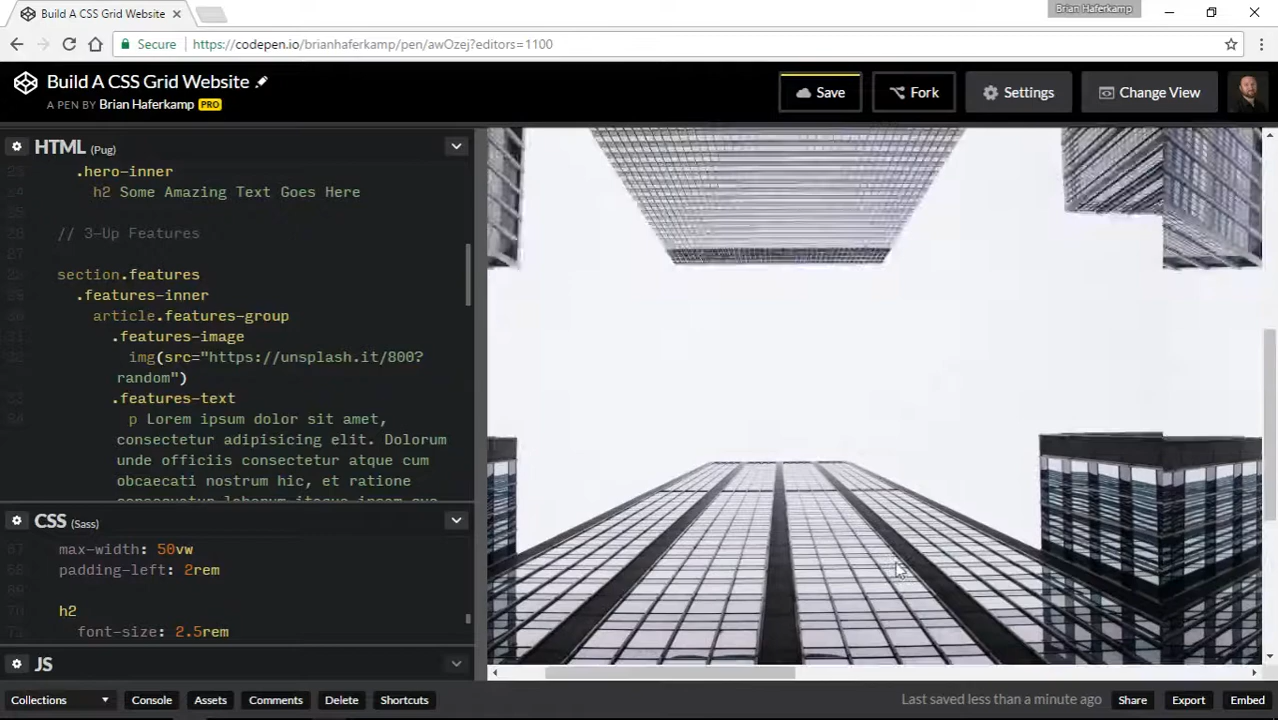 Build A CSS Grid Website
Brian Haferkamp
Secure https://codepen.io/brianhaferkamp/pen/awOzej?editors=1100
Build A CSS Grid Website
A PEN BY Brian Haferkamp PRO
Save
Fork
Settings
Change View
HTML (Pug)
.hero-inner
h2 Some Amazing Text Goes Here
// 3-Up Features
section.features
.features-inner
article.features-group
.features-image
img(src="https://unsplash.it/800?
random")
.features-text
p Lorem ipsum dolor sit amet,
consectetur adipisicing elit. Dolorum
unde officiis consectetur atque cum
obcaecati nostrum hic, et ratione
CSS (Sass)
max-width: 50vw
padding-left: 2rem
h2
font-size: 2.5rem
JS
Collections
Console
Assets
Comments
Delete
Shortcuts
Last saved less than a minute ago
Share
Export
Embed